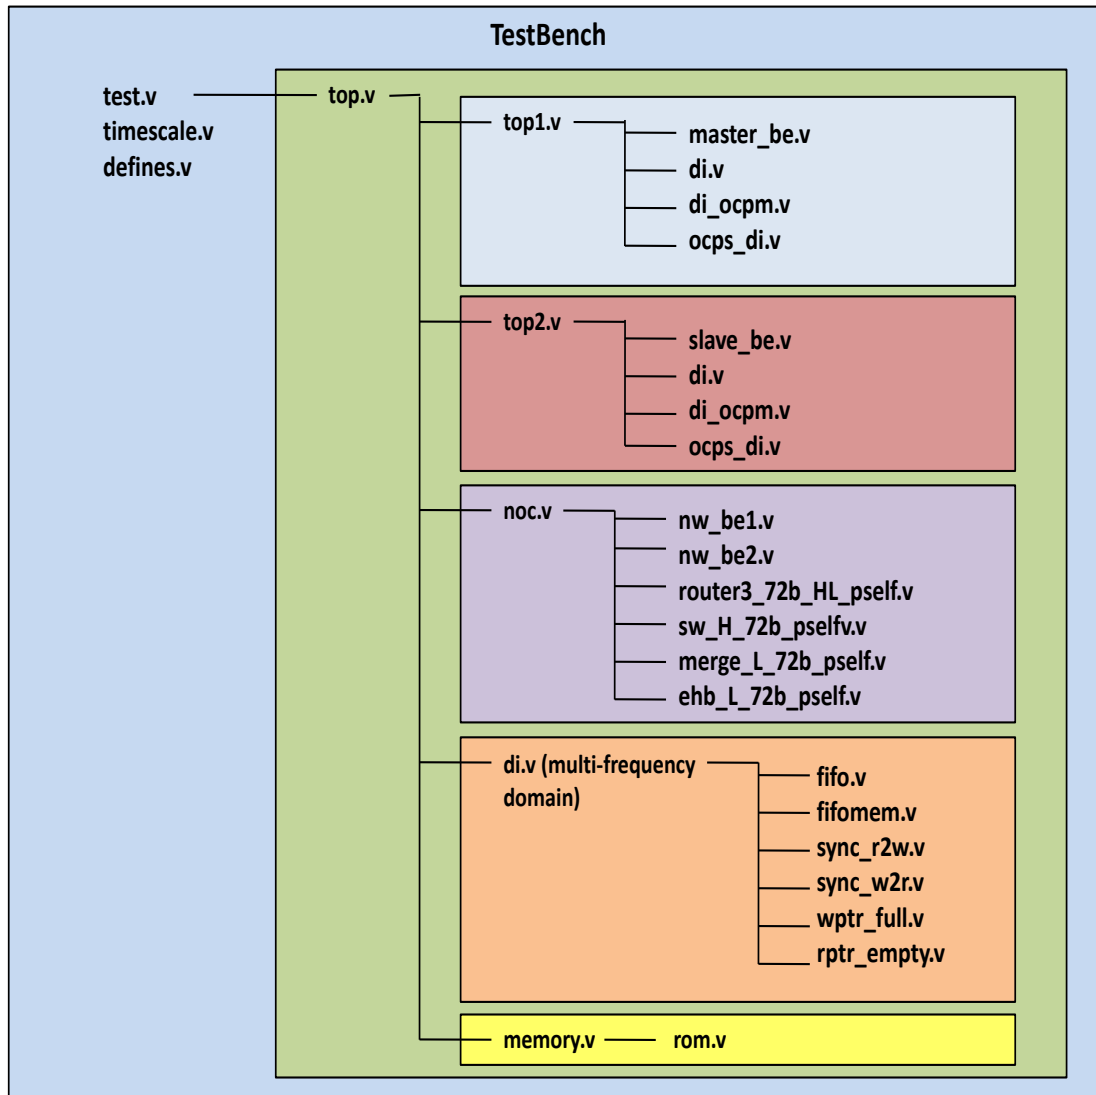 TestBench
test.v
timescale.v
defines.v
top.v
top1.v
master_be.v
di.v
di_ocpm.v
ocps_di.v
top2.v
slave_be.v
di.v
di_ocpm.v
ocps_di.v
noc.v
nw_be1.v
nw_be2.v
router3_72b_HL_pself.v
sw_H_72b_pselfv.v
merge_L_72b_pself.v
ehb_L_72b_pself.v
di.v (multi-frequency
domain)
fifo.v
fifomem.v
sync_r2w.v
sync_w2r.v
wptr_full.v
rptr_empty.v
memory.v
rom.v